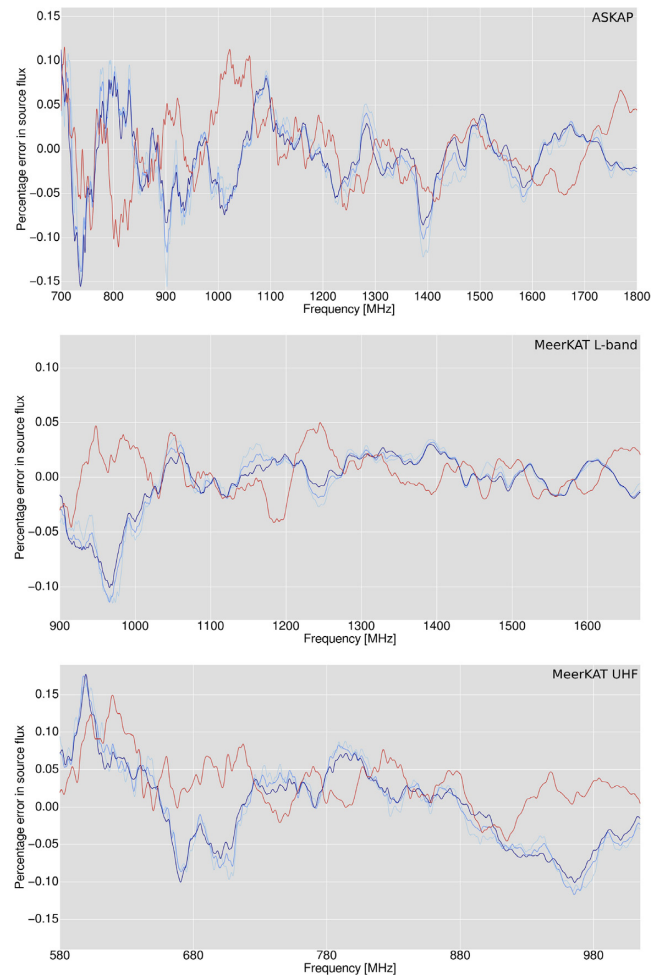 ASKAP
Percentage error in source flux
0.15
0.10
0.05
0.00
−0.05
−0.10
−0.15
700 800 900 1000 1100 1200 1300 1400 1500 1600 1700 1800
Frequency [MHz]
MeerKAT L-band
Percentage error in source flux
0.10
0.05
0.00
−0.05
−0.10
900 1000 1100 1200 1300 1400 1500 1600
Frequency [MHz]
MeerKAT UHF
Percentage error in source flux
0.15
0.10
0.05
0.00
−0.05
−0.10
−0.15
580 680 780 880 980
Frequency [MHz]